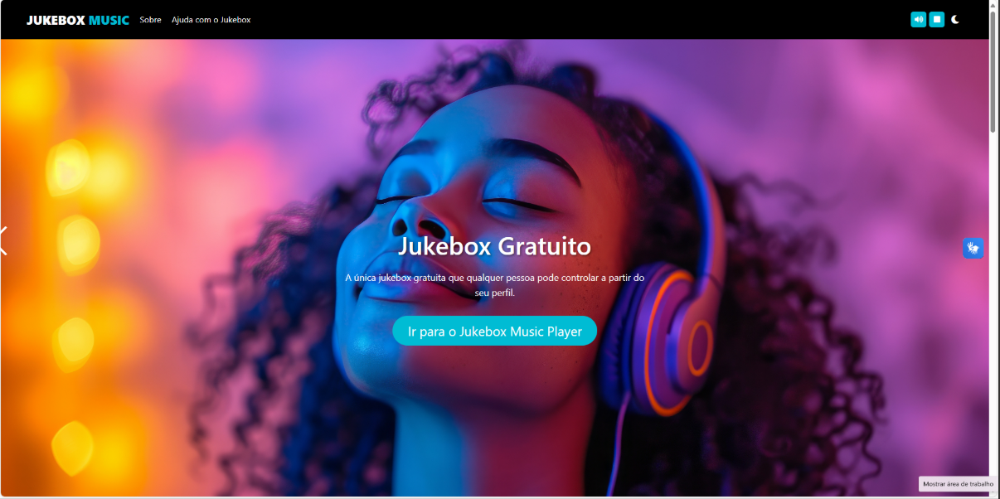 JUKEBOX MUSIC Sobre Ajuda com o Jukebox
Jukebox Gratuito
A única jukebox gratuita que qualquer pessoa pode controlar a partir do
seu perfil.
Ir para o Jukebox Music Player
Mostrar área de trabalho